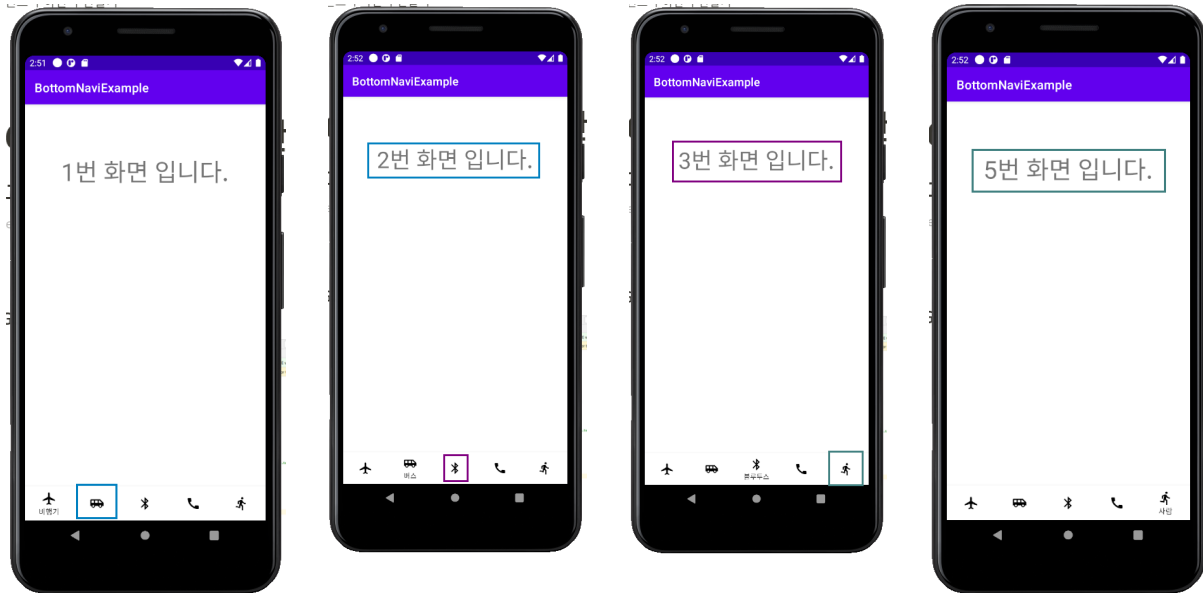 2:51
BottomNaviExample
1번 화면 입니다.
비행기
2:52
BottomNaviExample
2번 화면 입니다.
버스
2:52
BottomNaviExample
3번 화면 입니다.
블루투스
2:52
BottomNaviExample
5번 화면 입니다.
사람